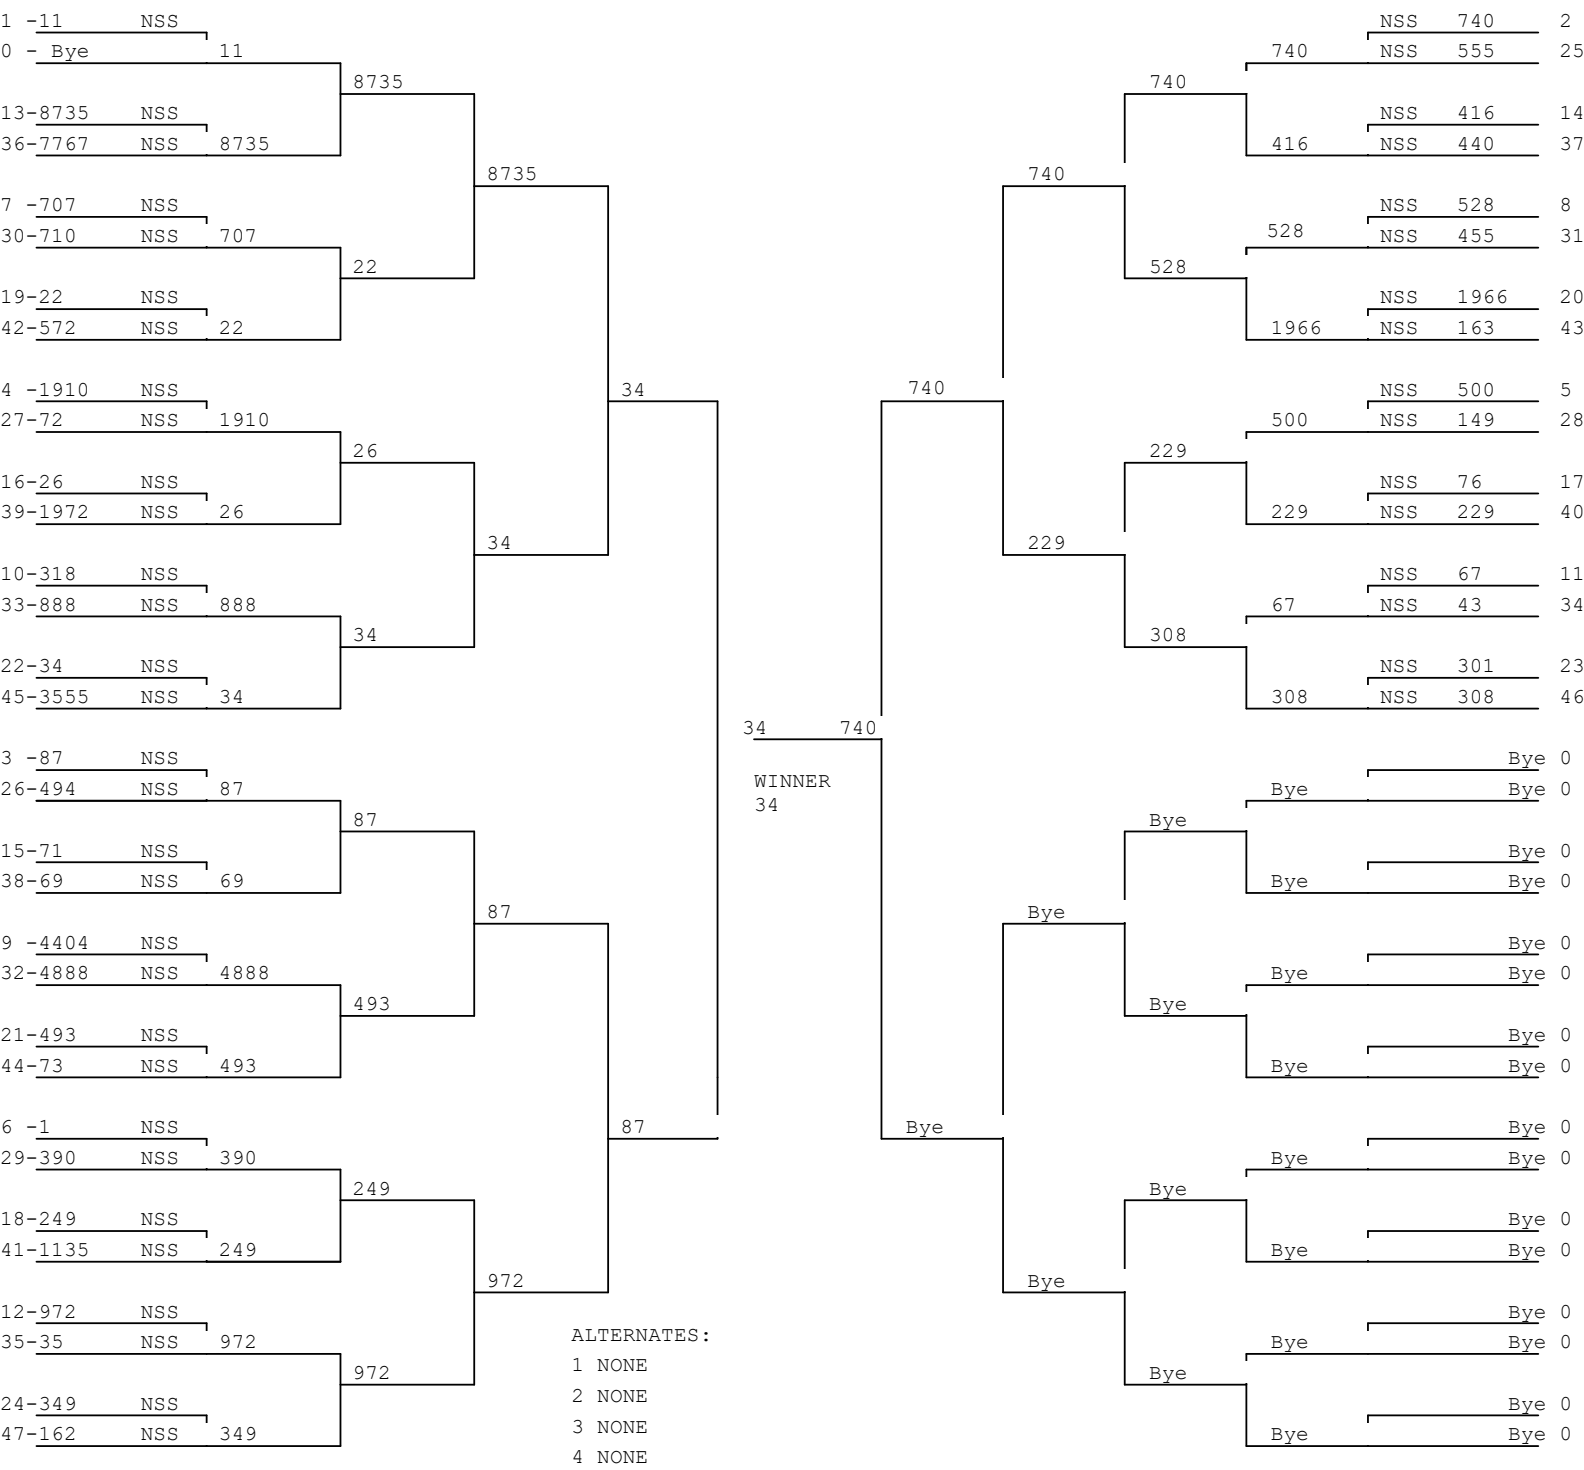 1 -11 NSS NSS 740 2
0 - Bye 11 740 NSS 555 25
8735 740
13-8735 NSS NSS 416 14
36-7767 NSS 8735 416 NSS 440 37
8735 740
7 -707 NSS NSS 528 8
30-710 NSS 707 528 NSS 455 31
22 528
19-22 NSS NSS 1966 20
42-572 NSS 22 1966 NSS 163 43
4 -1910 NSS 34 740 NSS 500 5
27-72 NSS 1910 500 NSS 149 28
26 229
16-26 NSS NSS 76 17
39-1972 NSS 26 229 NSS 229 40
34 229
10-318 NSS NSS 67 11
33-888 NSS 888 67 NSS 43 34
34 308
22-34 NSS NSS 301 23
45-3555 NSS 34 308 NSS 308 46
34 740
3 -87 NSS Bye 0
26-494 NSS 87 WINNER Bye Bye 0
34
87 Bye
15-71 NSS Bye 0
38-69 NSS 69 Bye Bye 0
87 Bye
9 -4404 NSS Bye 0
32-4888 NSS 4888 Bye Bye 0
493 Bye
21-493 NSS Bye 0
44-73 NSS 493 Bye Bye 0
6 -1 NSS 87 Bye Bye 0
29-390 NSS 390 Bye Bye 0
249 Bye
18-249 NSS Bye 0
41-1135 NSS 249 Bye Bye 0
972 Bye
12-972 NSS Bye 0
35-35 NSS 972 ALTERNATES: Bye Bye 0
1 NONE
972 Bye
2 NONE
24-349 NSS Bye 0
3 NONE
47-162 NSS 349 Bye Bye 0
4 NONE